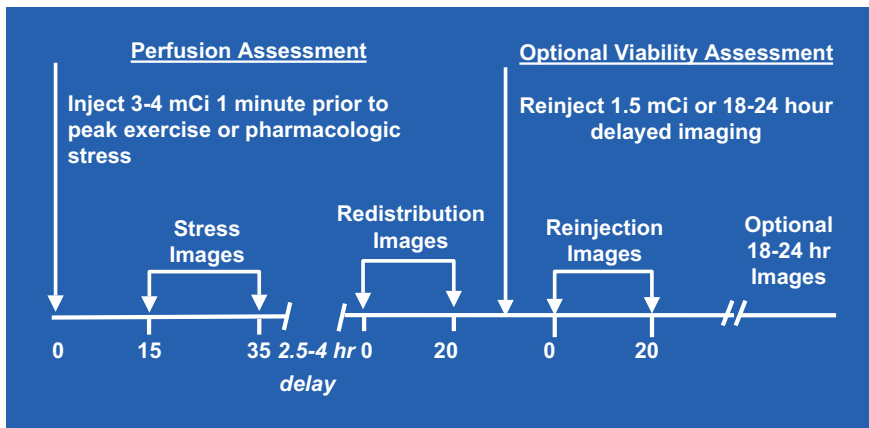 Perfusion Assessment
Inject 3-4 mCi 1 minute prior to
peak exercise or pharmacologic
stress
Optional Viability Assessment
Reinject 1.5 mCi or 18-24 hour
delayed imaging
Stress
Images
Redistribution
Images
Reinjection
Images
Optional
18-24 hr
Images
0 15 35 2.5-4 hr 0 20 0 20
delay